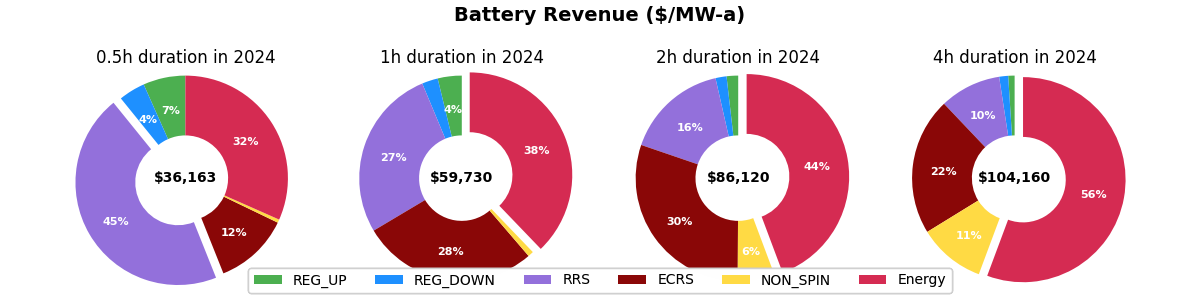 Battery Revenue ($/MW-a)
0.5h duration in 2024
1h duration in 2024
2h duration in 2024
4h duration in 2024
7%
4%
32%
45%
12%
$36,163
4%
38%
27%
28%
$59,730
16%
44%
30%
6%
$86,120
10%
22%
56%
11%
$104,160
REG_UP
REG_DOWN
RRS
ECRS
NON_SPIN
Energy